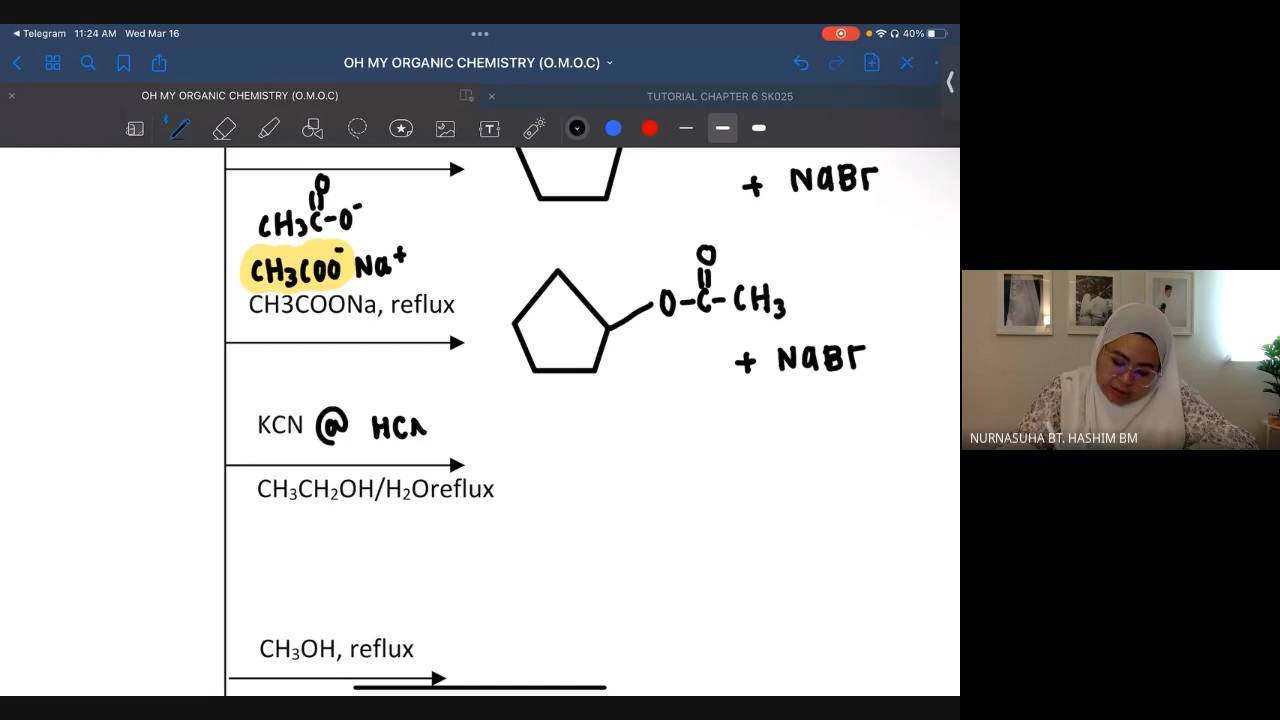 Telegram 11:24 AM Wed Mar 16 40%
OH MY ORGANIC CHEMISTRY (O.M.O.C)
OH MY ORGANIC CHEMISTRY (O.M.O.C) TUTORIAL CHAPTER 6 SK025
+ NaBr
O
CH3C-O⁻
CH3COO⁻Na⁺
CH3COONa, reflux
O
O-C-CH3
+ NaBr
KCN @ HCN
CH₃CH₂OH/H₂Oreflux
NURNASUHA BT. HASHIM BM
CH₃OH, reflux